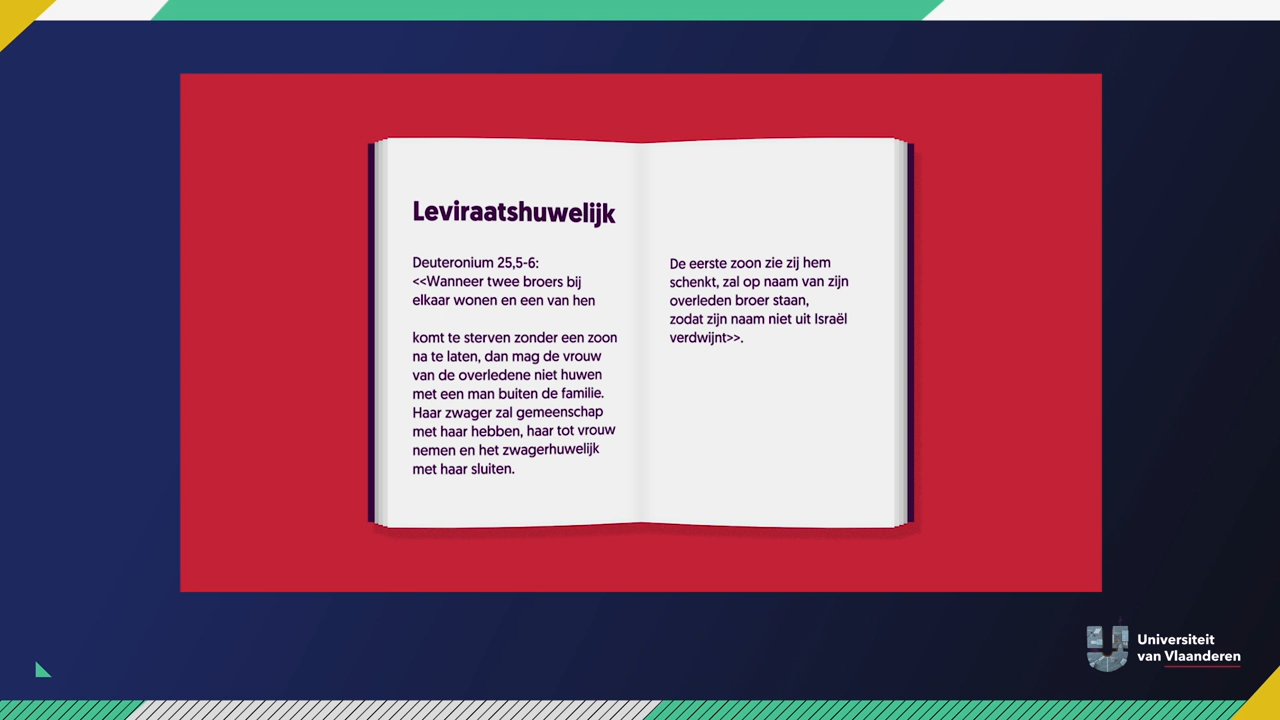 Leviraatshuwelijk
Deuteronium 25,5-6:
<<Wanneer twee broers bij
elkaar wonen en een van hen
komt te sterven zonder een zoon
na te laten, dan mag de vrouw
van de overledene niet huwen
met een man buiten de familie.
Haar zwager zal gemeenschap
met haar hebben, haar tot vrouw
nemen en het zwagerhuwelijk
met haar sluiten.
De eerste zoon zie zij hem
schenkt, zal op naam van zijn
overleden broer staan,
zodat zijn naam niet uit Israël
verdwijnt>>.
Universiteit
van Vlaanderen